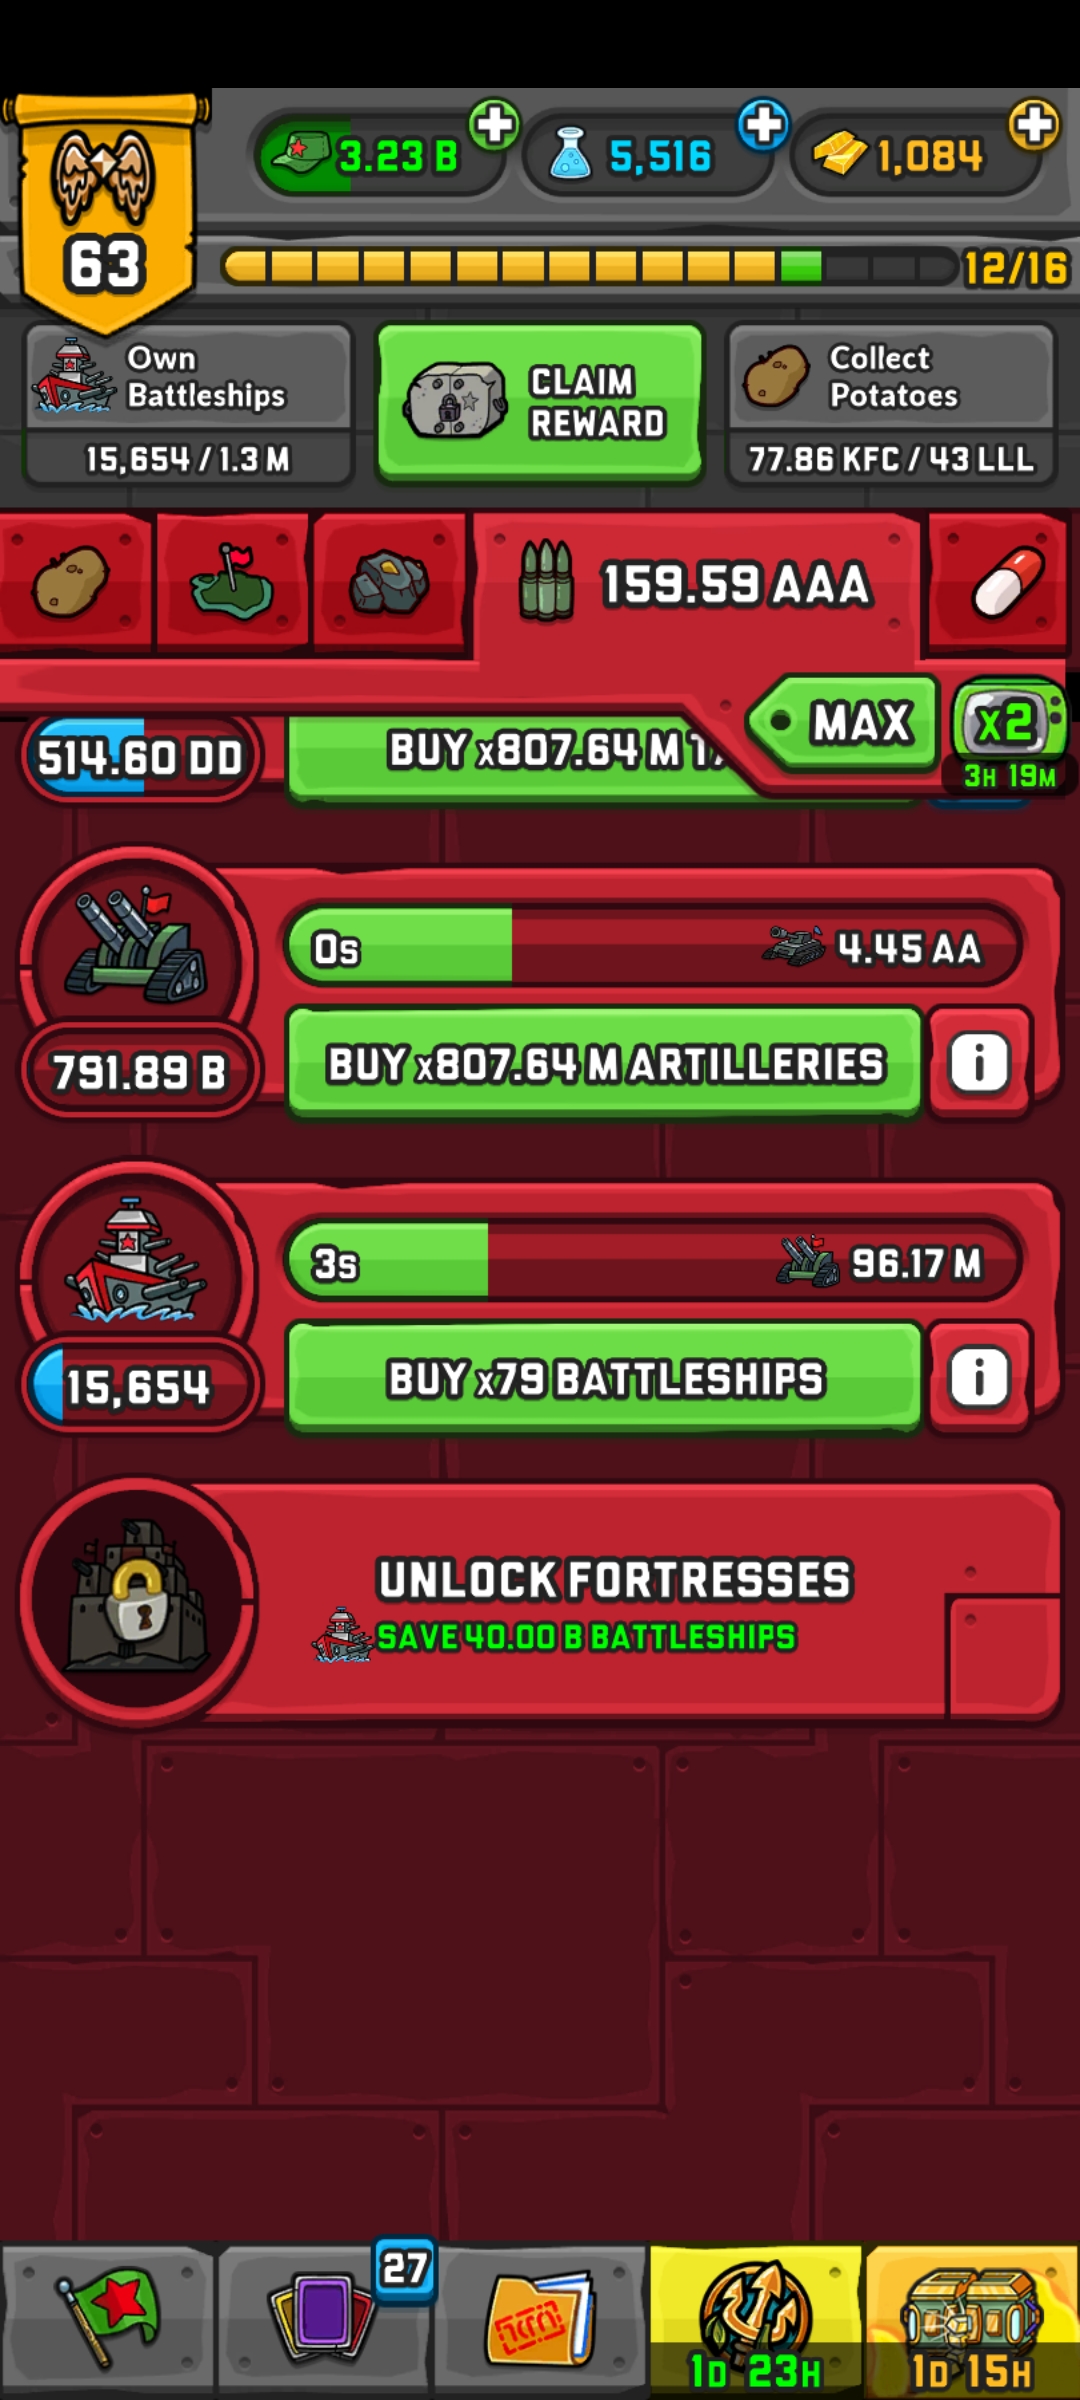 63
3.23 B
5,516
1,084
12/16
Own
Battleships
15,654 / 1.3 M
CLAIM
REWARD
Collect
Potatoes
77.86 KFC / 43 LLL
159.59 AAA
MAX
x2
3H 19M
514.60 DD
BUY x807.64 M
0s
4.45 AA
791.89 B
BUY x807.64 M ARTILLERIES
i
3s
96.17 M
15,654
BUY x79 BATTLESHIPS
i
UNLOCK FORTRESSES
SAVE 40.00 B BATTLESHIPS
27
1D 23H
1D 15H